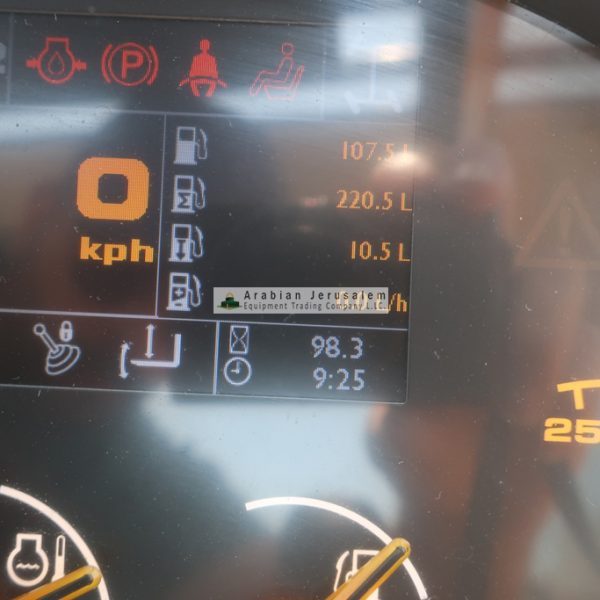 P
107.5 L
0
220.5 L
kph
10.5 L
Arabian Jerusalem
Equipment Trading Company L.L.C
/h
98.3
9:25
25